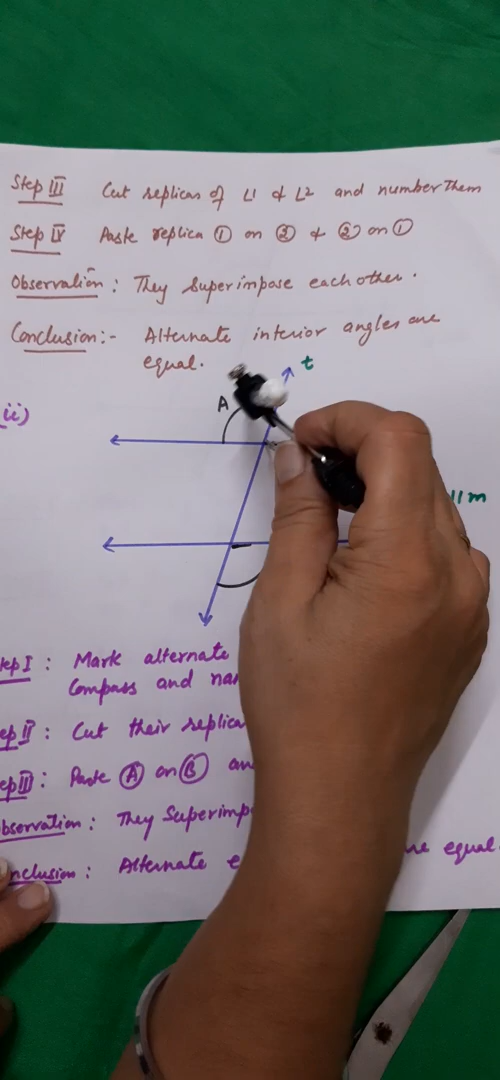 Step III Cut replicas of ∠1 & ∠2 and number them
Step IV Paste replica ① on ② & ② on ①
Observation : They superimpose each other.
Conclusion :- Alternate interior angles are
equal.
t
A
(ii)
ll m
Step I : Mark alternate
Compass and
Step II : Cut their
Step III : Paste Ⓐ on Ⓑ
Observation : They
Conclusion : Alternate equal.